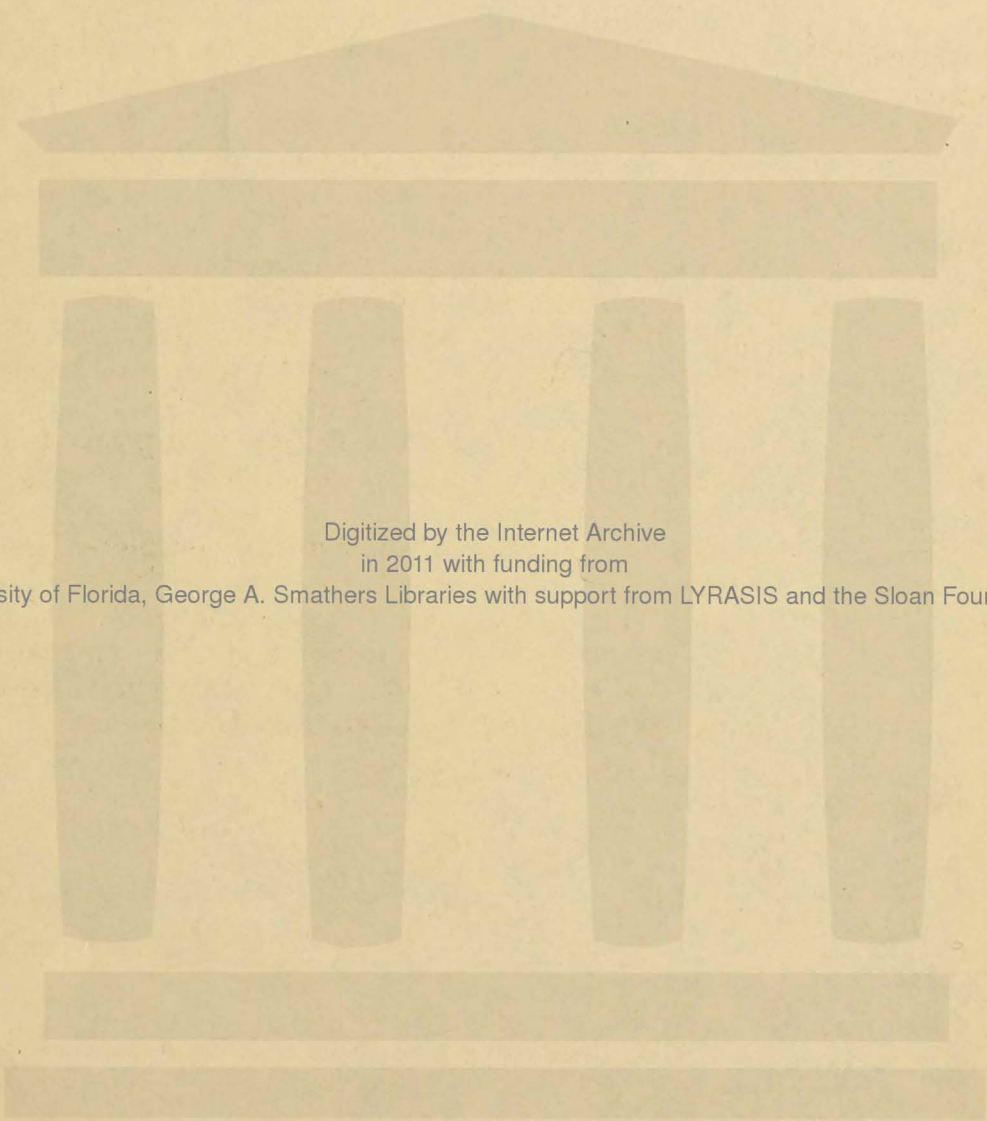 Digitized by the Internet Archive
in 2011 with funding from
sity of Florida, George A. Smathers Libraries with support from LYRASIS and the Sloan Four